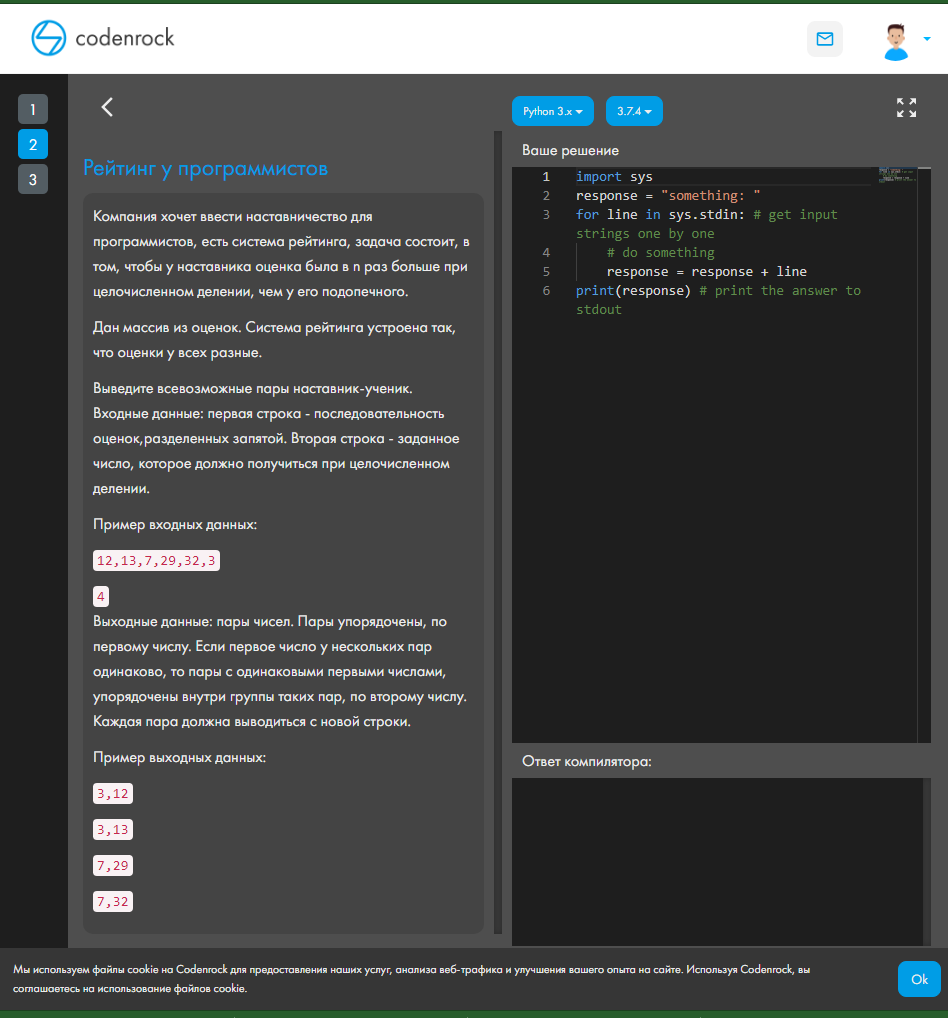 codenrock
1
2
3
Python 3.x
3.7.4
Рейтинг у программистов
Компания хочет ввести наставничество для
программистов, есть система рейтинга, задача состоит, в
том, чтобы у наставника оценка была в n раз больше при
целочисленном делении, чем у его подопечного.
Дан массив из оценок. Система рейтинга устроена так,
что оценки у всех разные.
Выведите всевозможные пары наставник-ученик.
Входные данные: первая строка - последовательность
оценок,разделенных запятой. Вторая строка - заданное
число, которое должно получиться при целочисленном
делении.
Пример входных данных:
12,13,7,29,32,3
4
Выходные данные: пары чисел. Пары упорядочены, по
первому числу. Если первое число у нескольких пар
одинаково, то пары с одинаковыми первыми числами,
упорядочены внутри группы таких пар, по второму числу.
Каждая пара должна выводиться с новой строки.
Пример выходных данных:
3,12
3,13
7,29
7,32
Ваше решение
1 import sys
2 response = "something: "
3 for line in sys.stdin: # get input
strings one by one
4 # do something
5 response = response + line
6 print(response) # print the answer to
stdout
Ответ компилятора:
Мы используем файлы cookie на Codenrock для предоставления наших услуг, анализа веб-трафика и улучшения вашего опыта на сайте. Используя Codenrock, вы
соглашаетесь на использование файлов cookie.
Ok